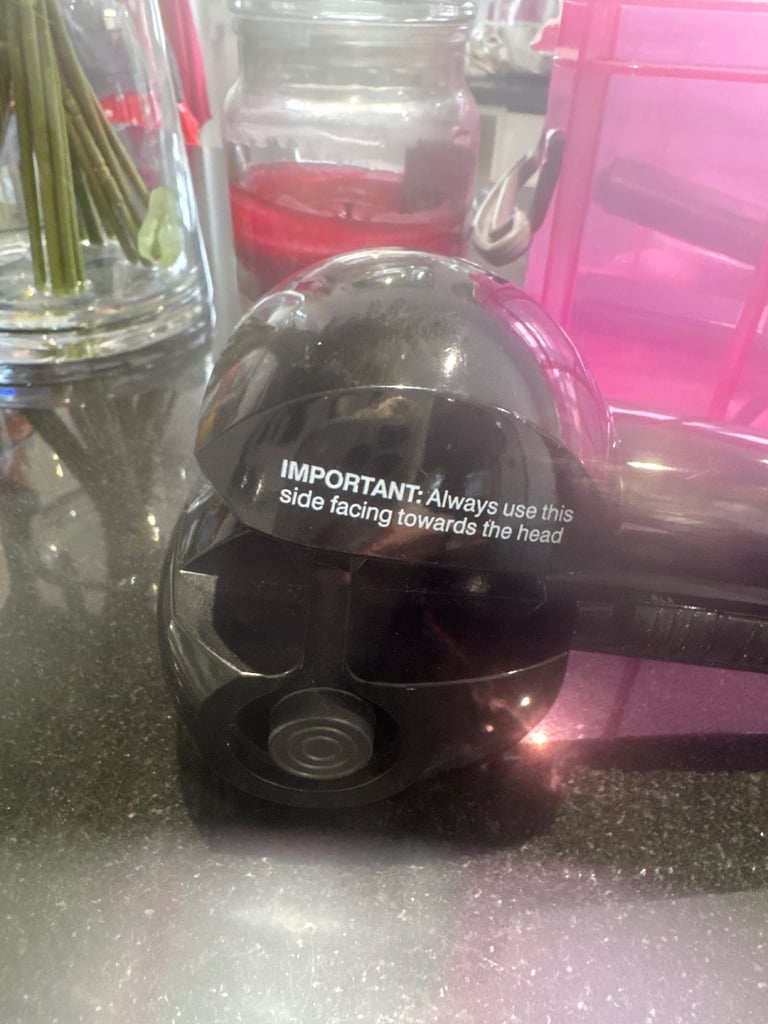 IMPORTANT: Always use this
side facing towards the head